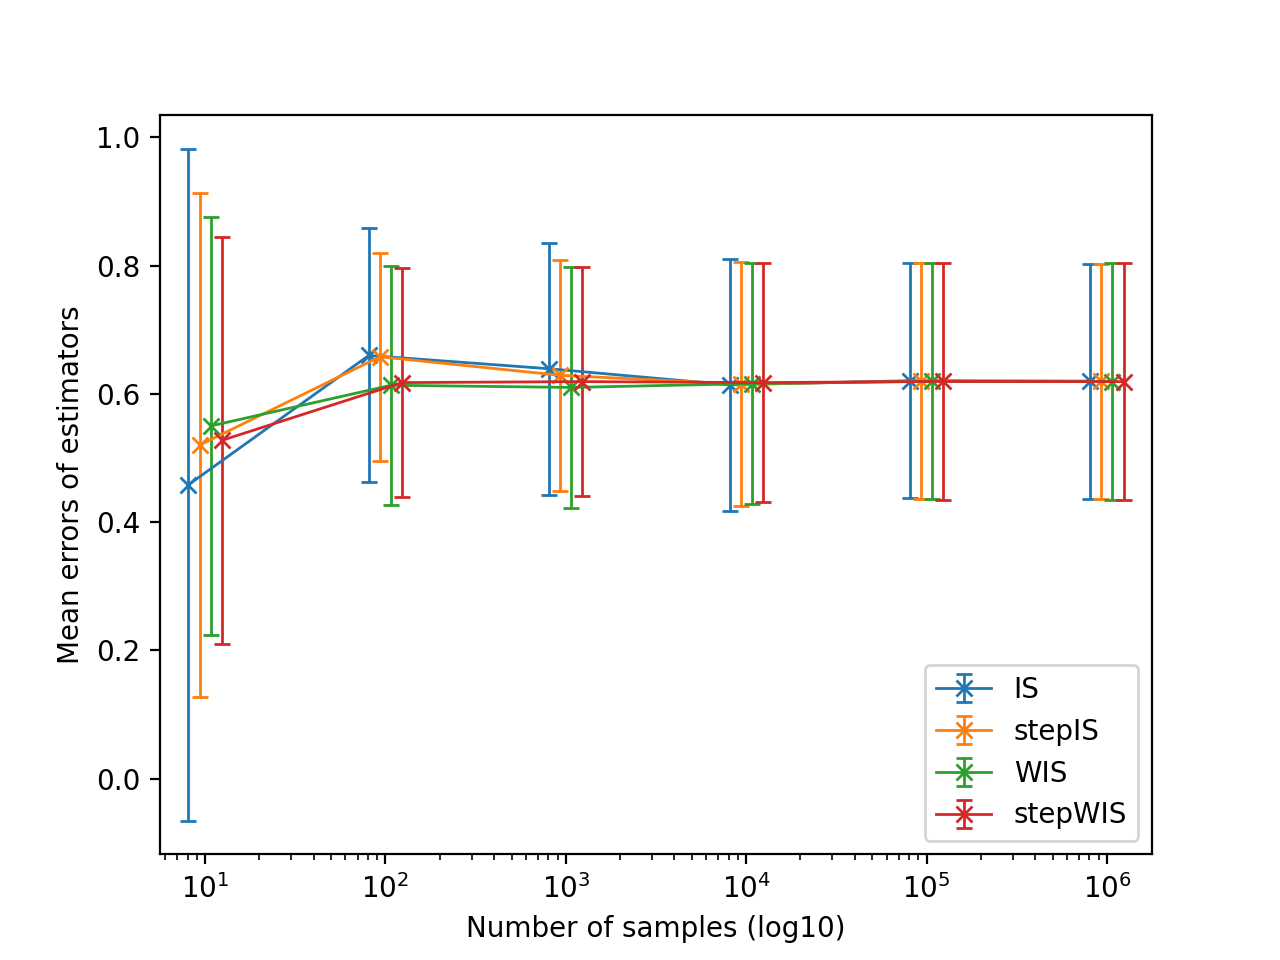 Mean errors of estimators
1.0
0.8
0.6
0.4
0.2
0.0
IS
stepIS
WIS
stepWIS
10¹ 10² 10³ 10⁴ 10⁵ 10⁶
Number of samples (log10)